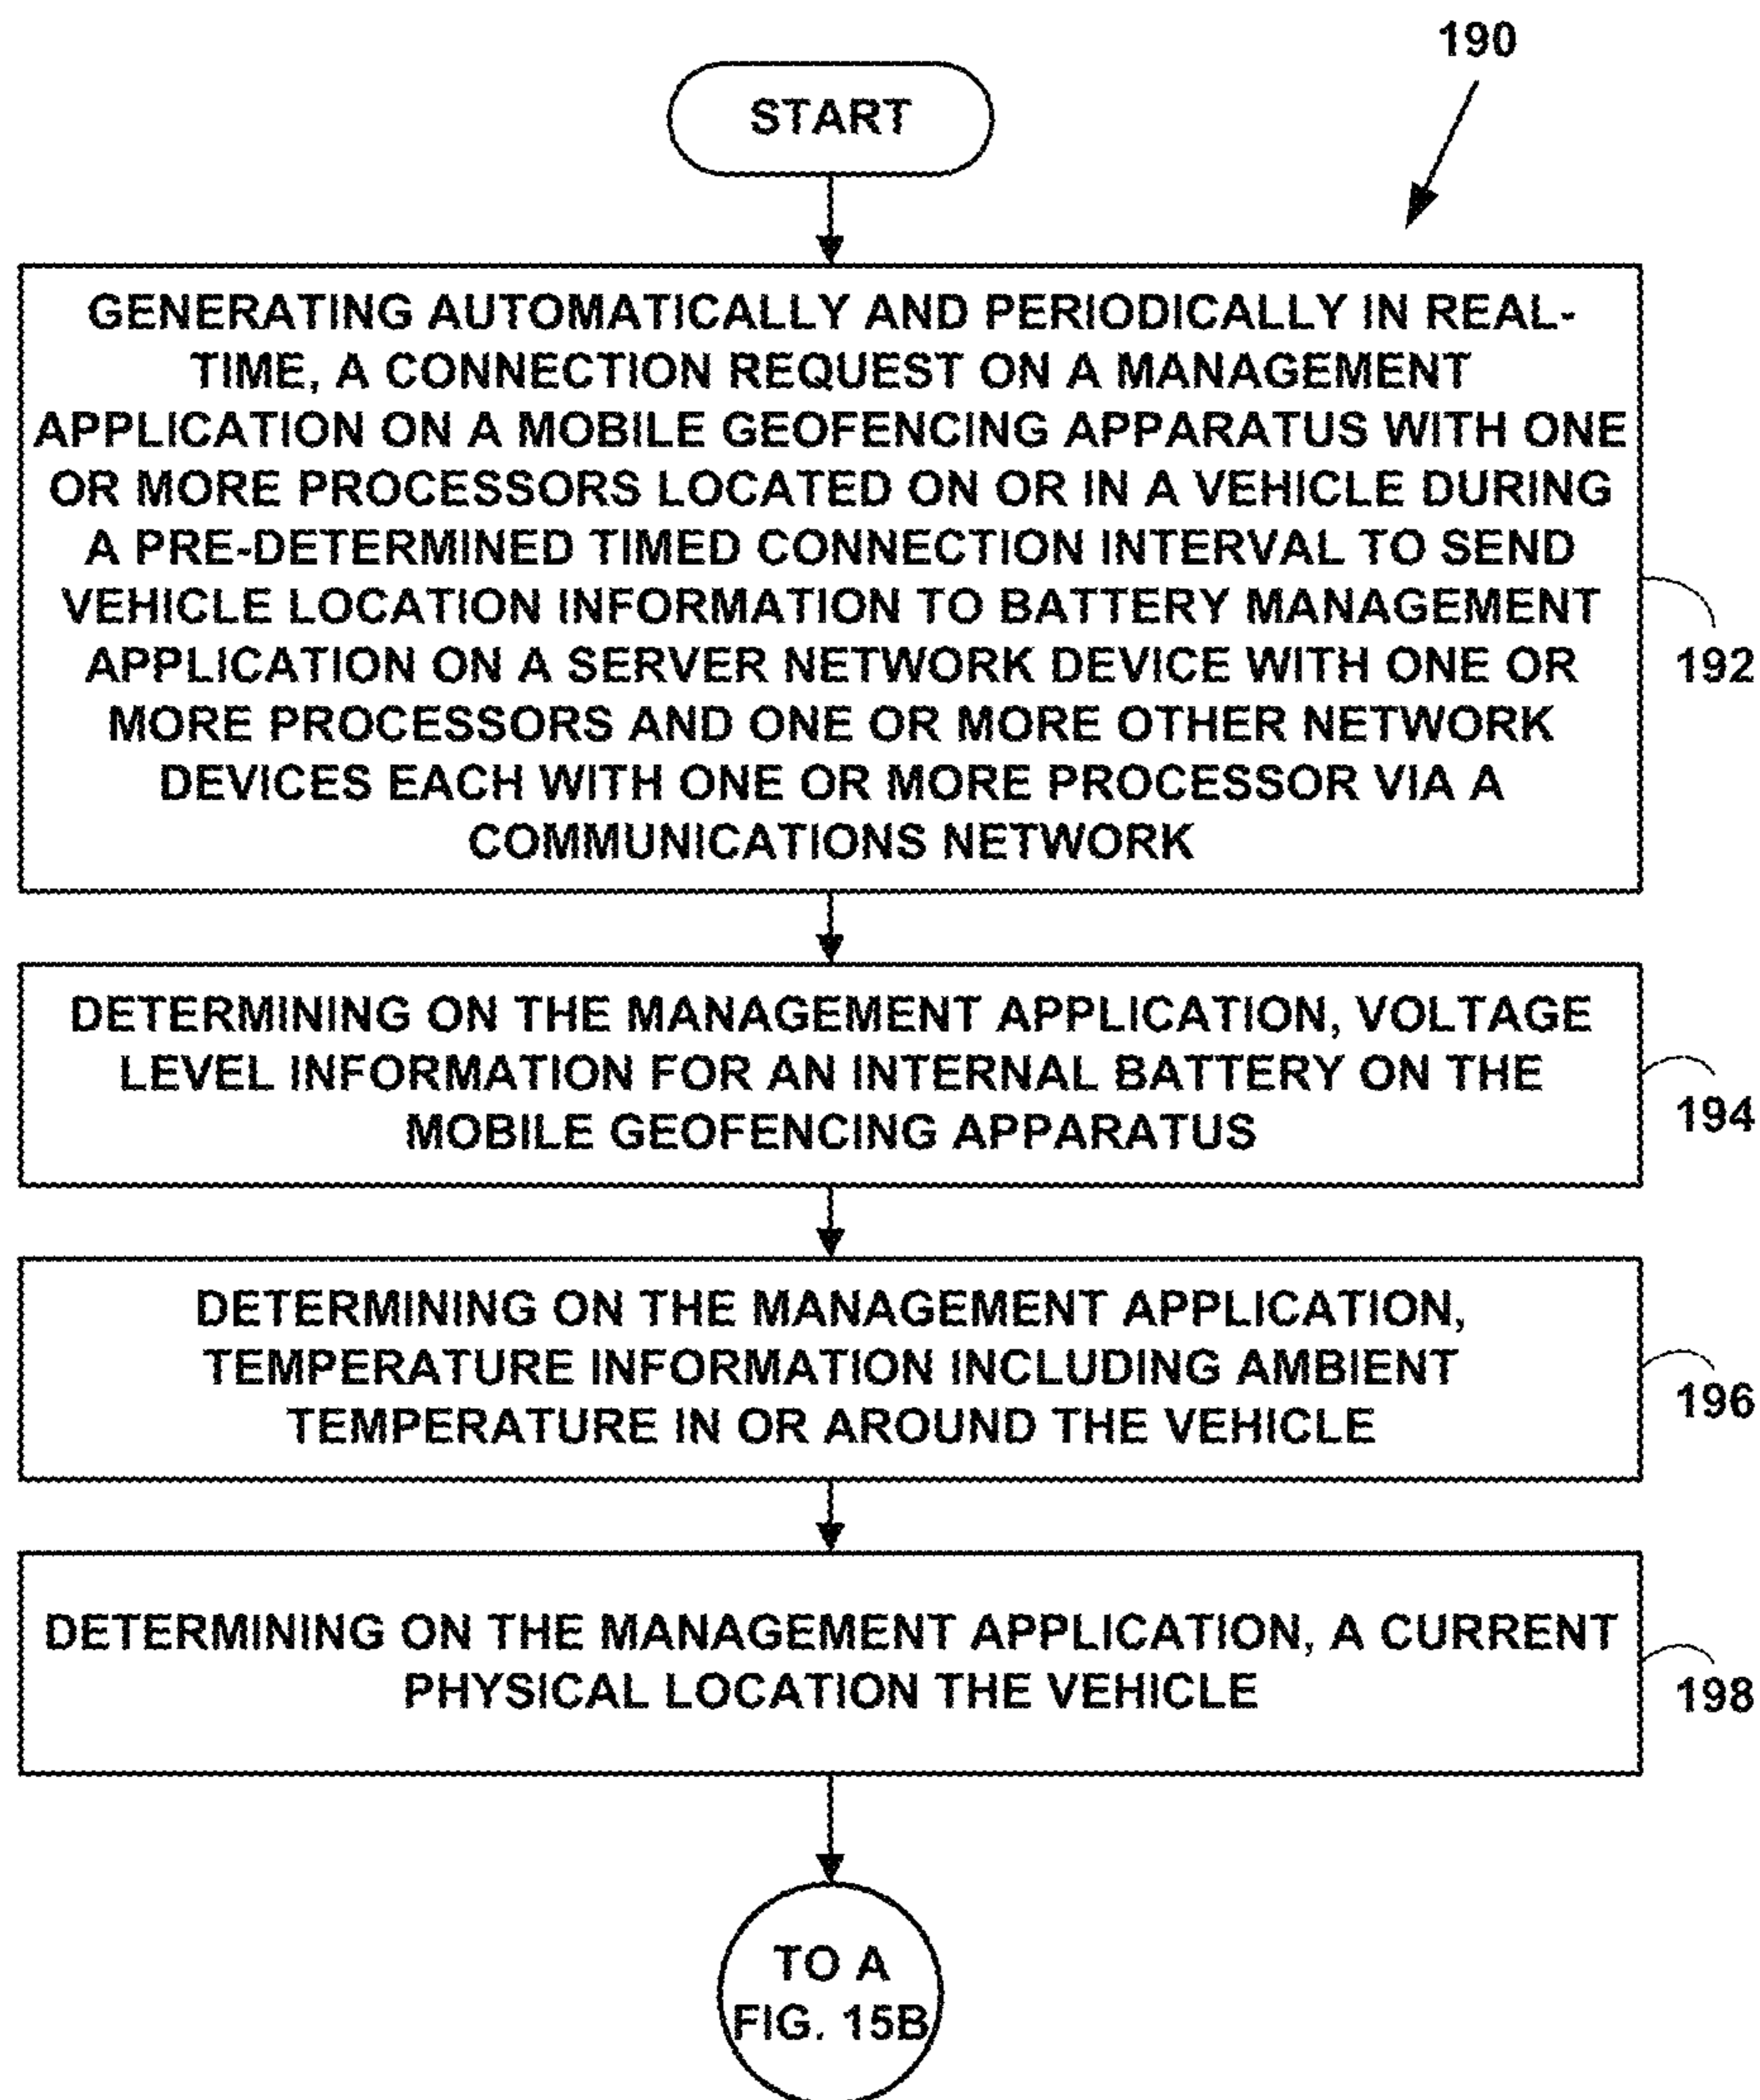 190
START
GENERATING AUTOMATICALLY AND PERIODICALLY IN REAL-
TIME, A CONNECTION REQUEST ON A MANAGEMENT
APPLICATION ON A MOBILE GEOFENCING APPARATUS WITH ONE
OR MORE PROCESSORS LOCATED ON OR IN A VEHICLE DURING
A PRE-DETERMINED TIMED CONNECTION INTERVAL TO SEND
VEHICLE LOCATION INFORMATION TO BATTERY MANAGEMENT
APPLICATION ON A SERVER NETWORK DEVICE WITH ONE OR
MORE PROCESSORS AND ONE OR MORE OTHER NETWORK
DEVICES EACH WITH ONE OR MORE PROCESSOR VIA A
COMMUNICATIONS NETWORK
192
DETERMINING ON THE MANAGEMENT APPLICATION, VOLTAGE
LEVEL INFORMATION FOR AN INTERNAL BATTERY ON THE
MOBILE GEOFENCING APPARATUS
194
DETERMINING ON THE MANAGEMENT APPLICATION,
TEMPERATURE INFORMATION INCLUDING AMBIENT
TEMPERATURE IN OR AROUND THE VEHICLE
196
DETERMINING ON THE MANAGEMENT APPLICATION, A CURRENT
PHYSICAL LOCATION THE VEHICLE
198
TO A
FIG. 15B